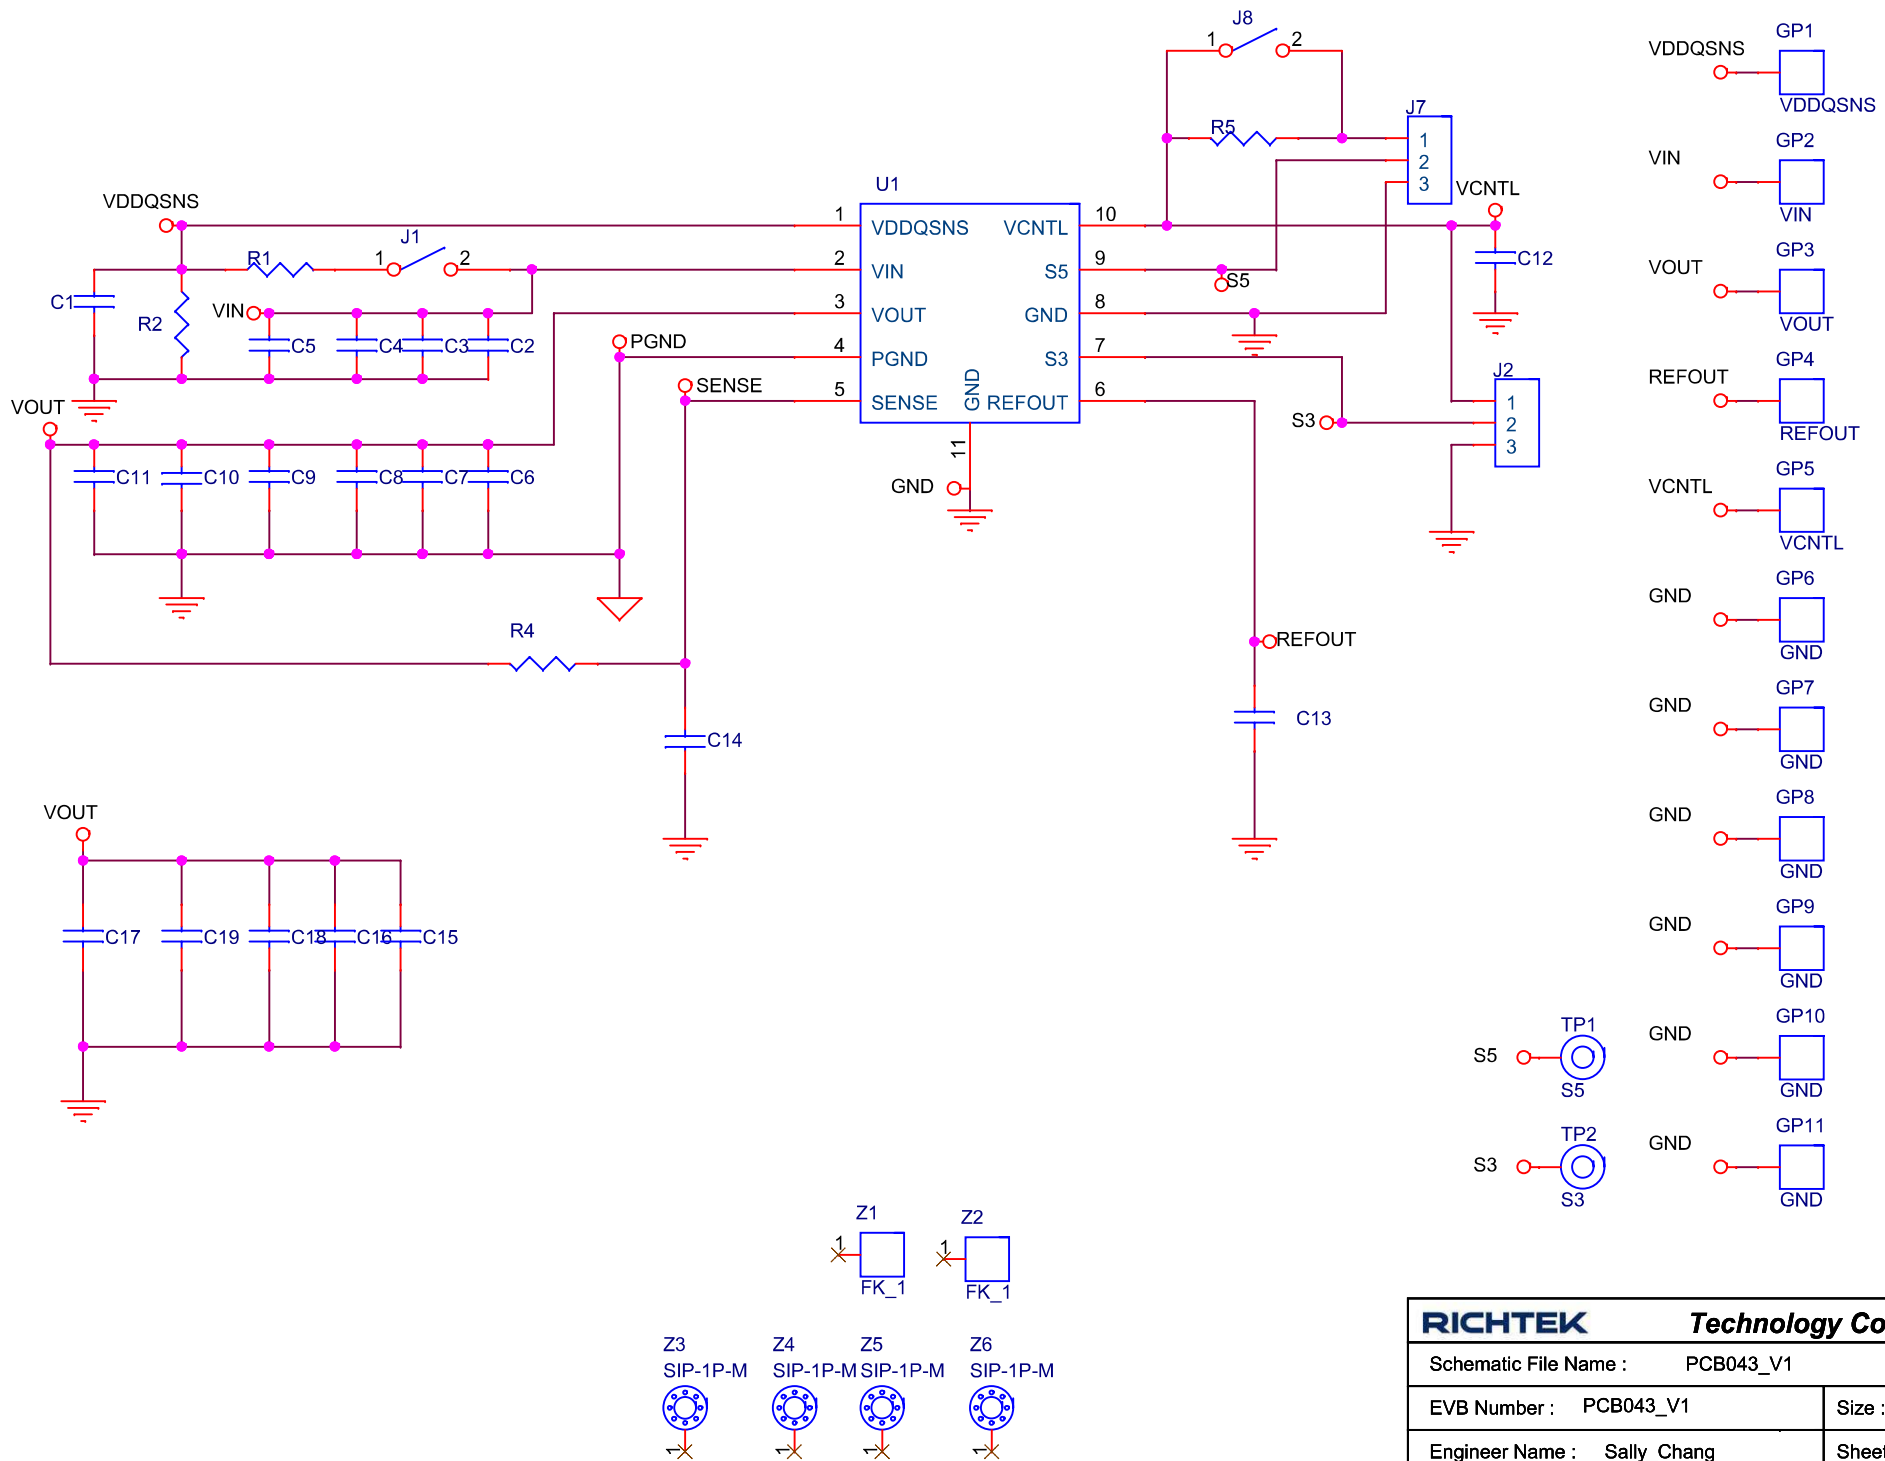 J8
1 2
GP1
VDDQSNS
VDDQSNS
J7
R5
1
2
3
GP2
VIN
VIN
U1
VCNTL
VDDQSNS
1 VDDQSNS VCNTL 10
J1
R1 1 2
2 VIN S5 9
S5
C12
GP3
VOUT
VOUT
C1
R2
VIN
3 VOUT GND 8
C5 C4 C3 C2
PGND
4 PGND S3 7
GP4
REFOUT
REFOUT
J2
1
2
3
SENSE
5 SENSE GND REFOUT 6
VOUT
S3
11
GND
C11 C10 C9 C8 C7 C6
GP5
VCNTL
VCNTL
GP6
GND
GND
R4
REFOUT
GP7
GND
GND
C14
C13
GP8
GND
GND
VOUT
C17 C19 C18 C16 C15
GP9
GND
GND
TP1
S5
S5
GP10
GND
GND
TP2
S3
S3
GP11
GND
GND
Z1
1
FK_1
Z2
1
FK_1
Z3 Z4 Z5 Z6
SIP-1P-M SIP-1P-M SIP-1P-M SIP-1P-M
1 1 1 1
RICHTEK Technology Co
Schematic File Name : PCB043_V1
EVB Number : PCB043_V1 Size :
Engineer Name : Sally Chang Sheet